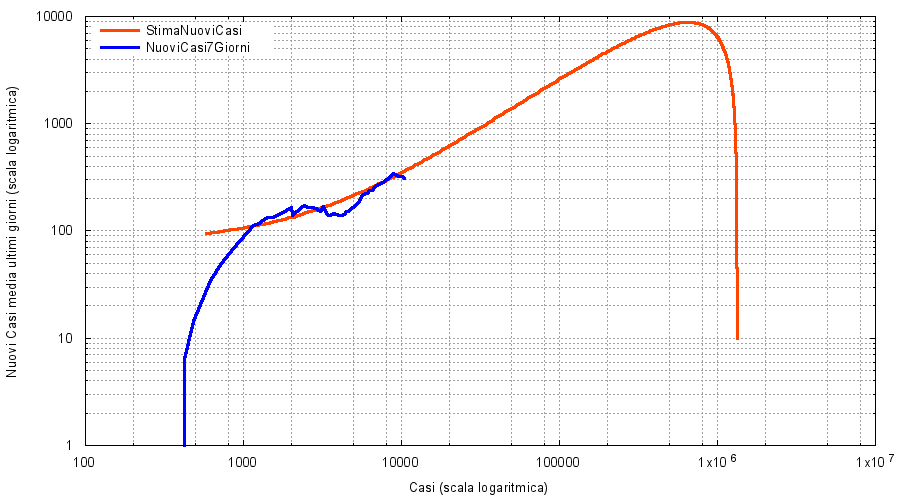 StimaNuoviCasi
NuoviCasi7Giorni
10000
1000
100
10
1
Nuovi Casi media ultimi giorni (scala logaritmica)
100
1000
10000
100000
1x10 6
1x10 7
Casi (scala logaritmica)